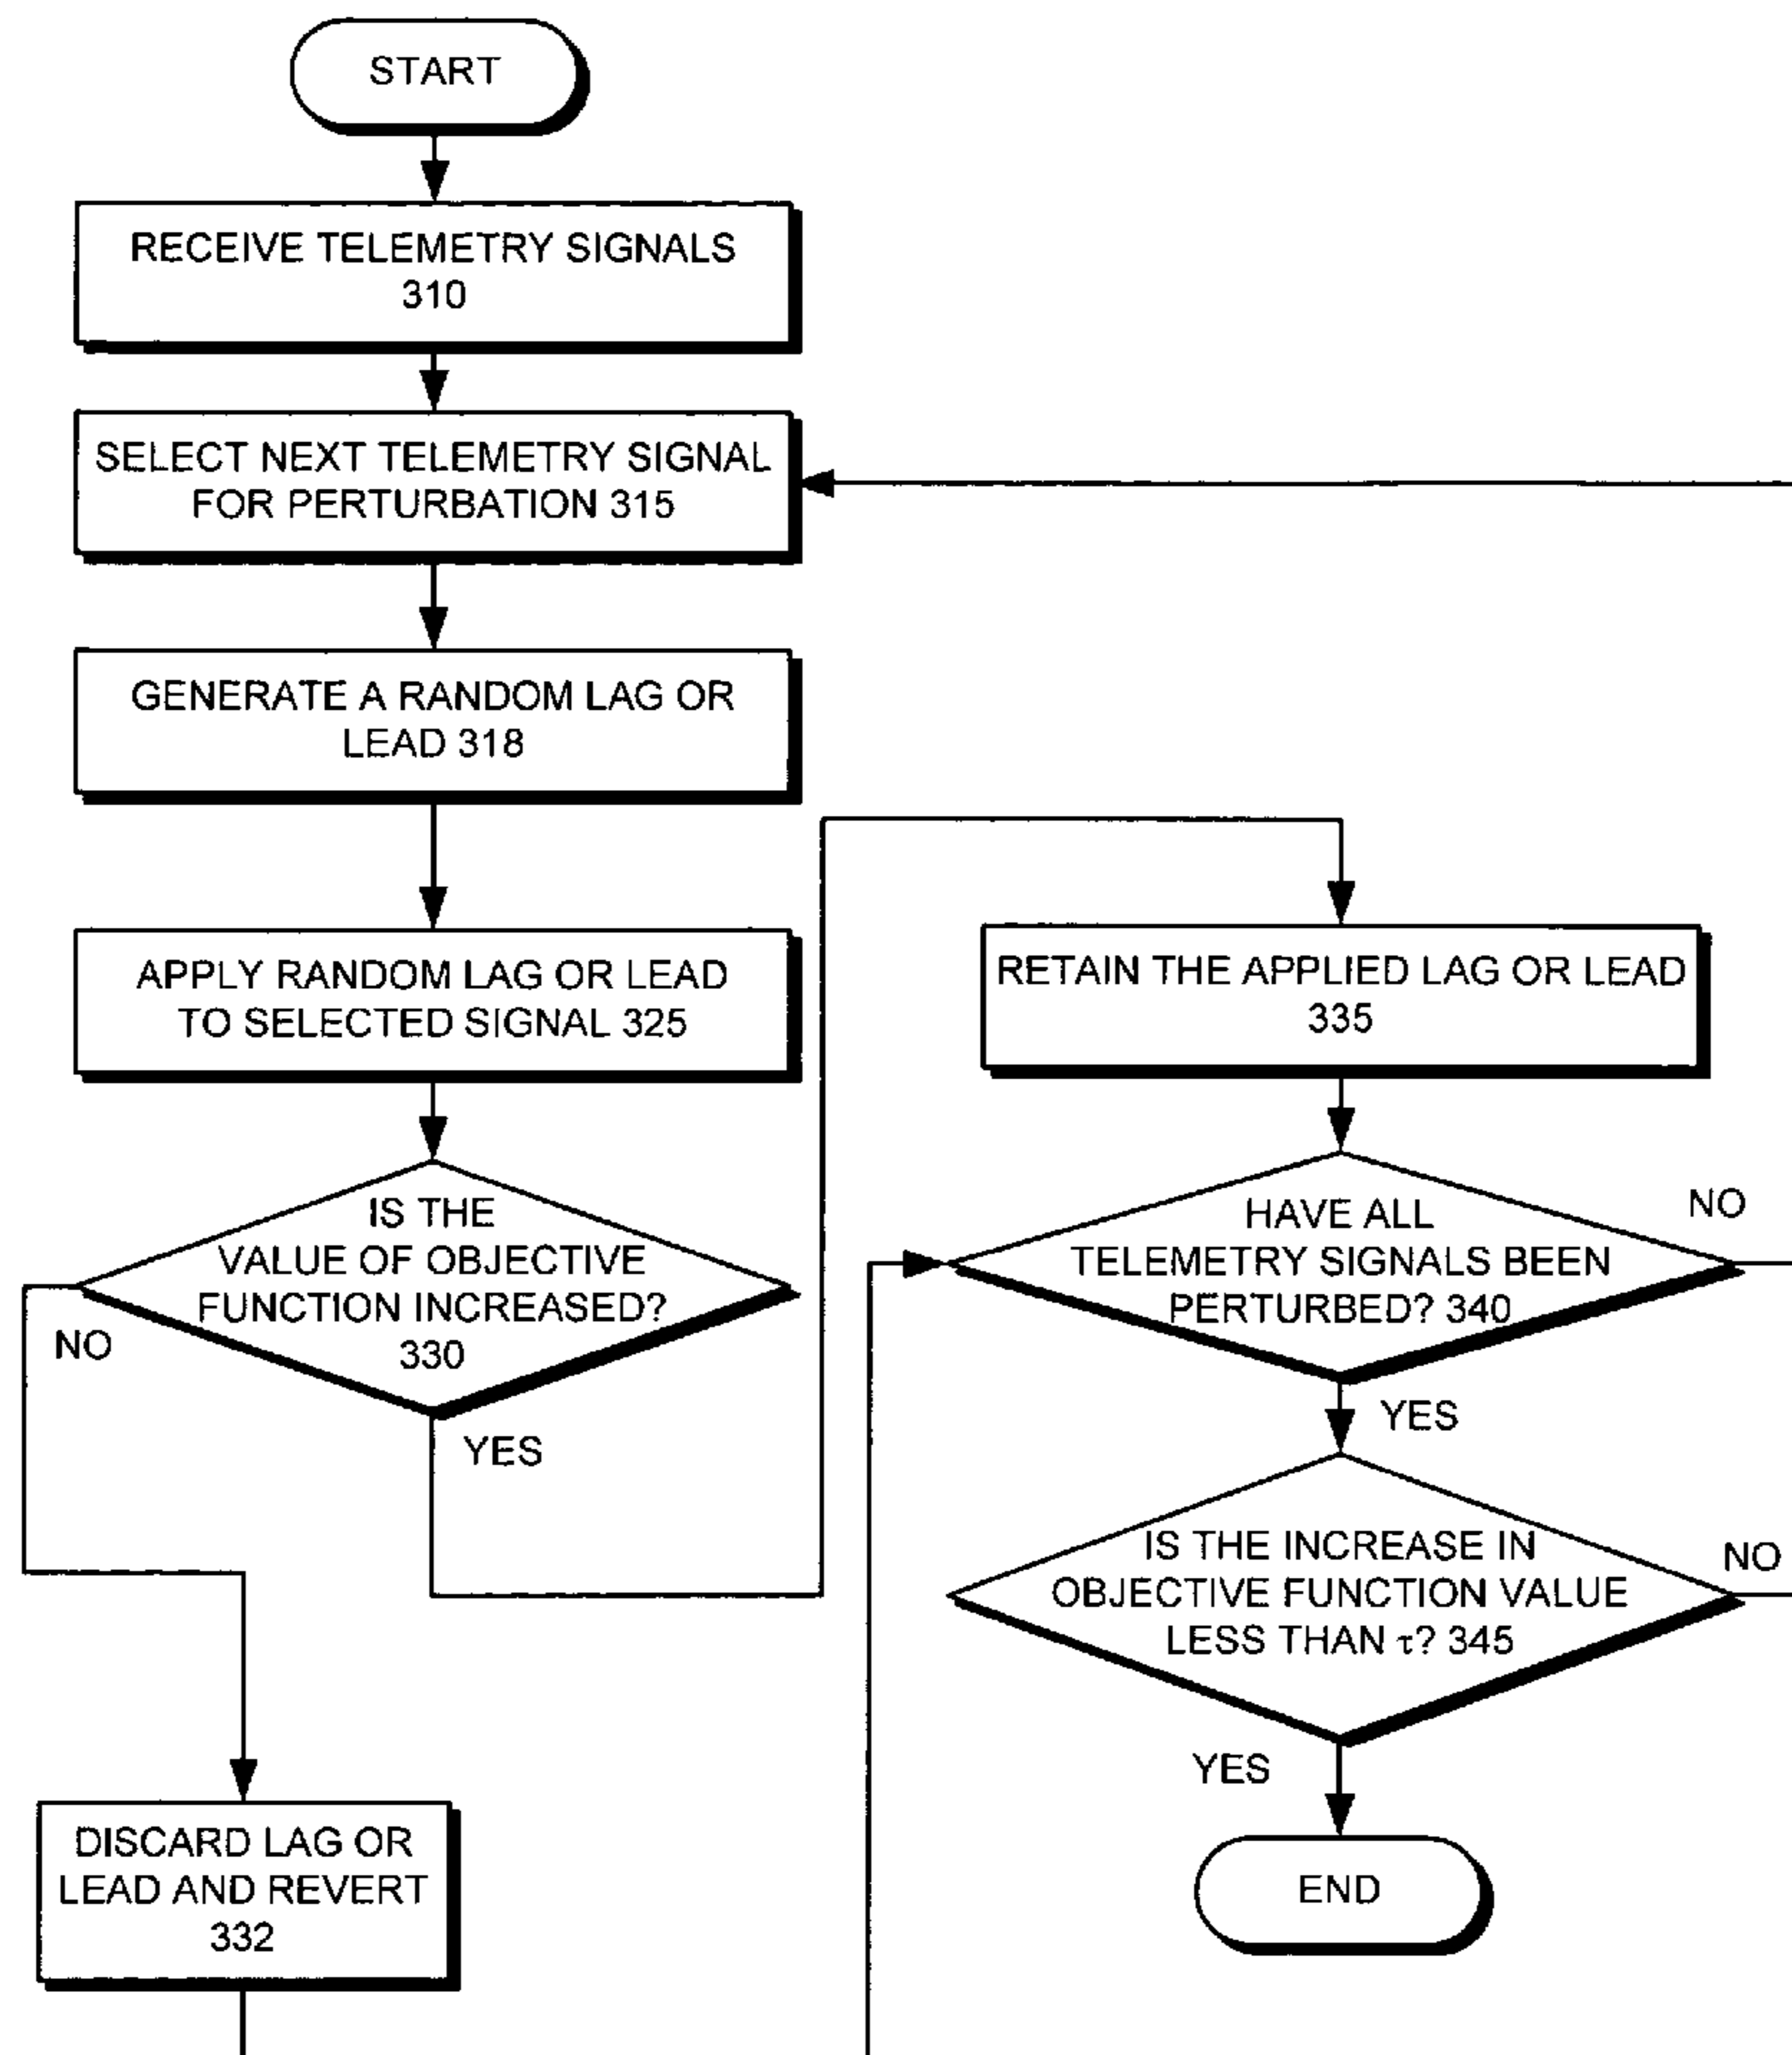 START
RECEIVE TELEMETRY SIGNALS
310
SELECT NEXT TELEMETRY SIGNAL
FOR PERTURBATION 315
GENERATE A RANDOM LAG OR
LEAD 318
APPLY RANDOM LAG OR LEAD
TO SELECTED SIGNAL 325
IS THE
VALUE OF OBJECTIVE
FUNCTION INCREASED?
330
NO
YES
DISCARD LAG OR
LEAD AND REVERT
332
RETAIN THE APPLIED LAG OR LEAD
335
HAVE ALL
TELEMETRY SIGNALS BEEN
PERTURBED? 340
NO
YES
IS THE INCREASE IN
OBJECTIVE FUNCTION VALUE
LESS THAN τ? 345
NO
YES
END